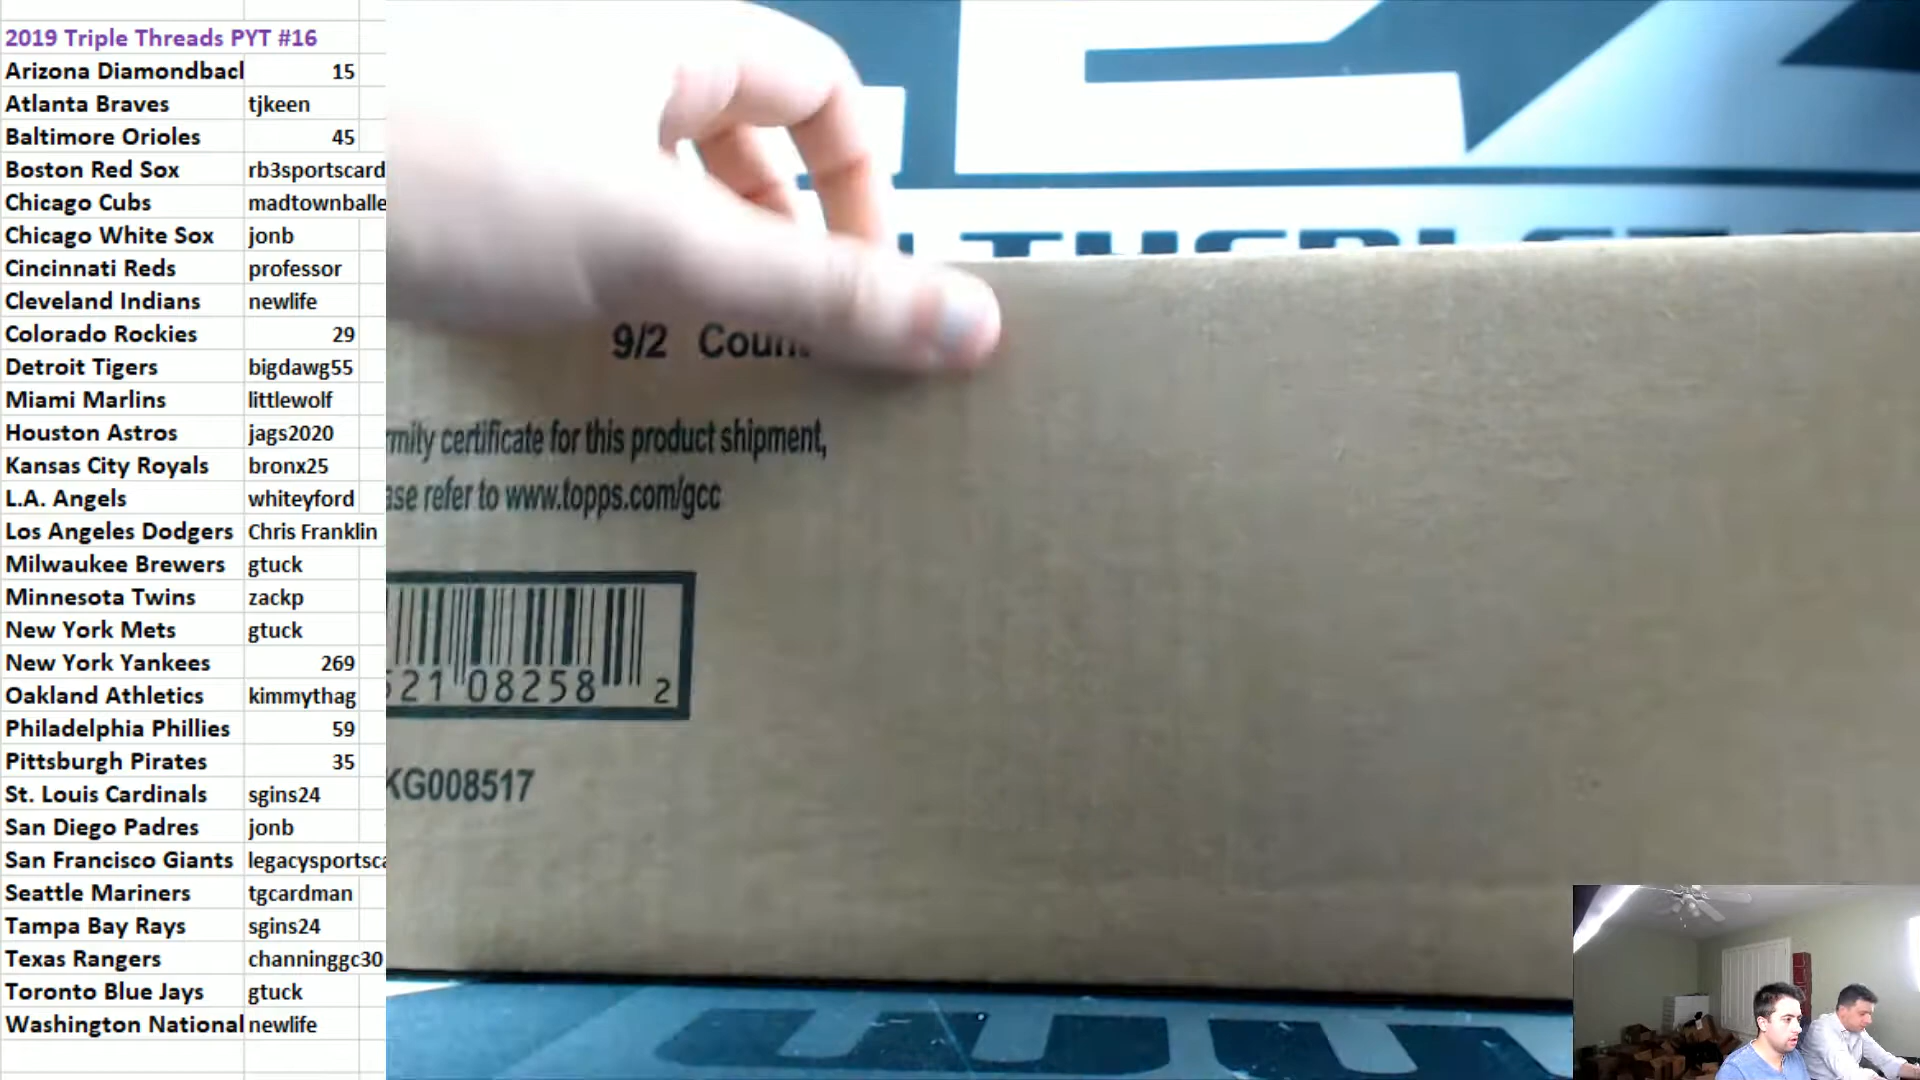 2019 Triple Threads PYT #16
Arizona Diamondbacl 15
Atlanta Braves tjkeen
Baltimore Orioles 45
Boston Red Sox rb3sportscard
Chicago Cubs madtownballe
Chicago White Sox jonb
Cincinnati Reds professor
Cleveland Indians newlife
Colorado Rockies 29
Detroit Tigers bigdawg55
Miami Marlins littlewolf
Houston Astros jags2020
Kansas City Royals bronx25
L.A. Angels whiteyford
Los Angeles Dodgers Chris Franklin
Milwaukee Brewers gtuck
Minnesota Twins zackp
New York Mets gtuck
New York Yankees 269
Oakland Athletics kimmythag
Philadelphia Phillies 59
Pittsburgh Pirates 35
St. Louis Cardinals sgins24
San Diego Padres jonb
San Francisco Giants legacysportsca
Seattle Mariners tgcardman
Tampa Bay Rays sgins24
Texas Rangers channinggc30
Toronto Blue Jays gtuck
Washington National newlife
9/2 Coun
mity certificate for this product shipment,
ase refer to www.topps.com/gcc
521 08258 2
KG008517